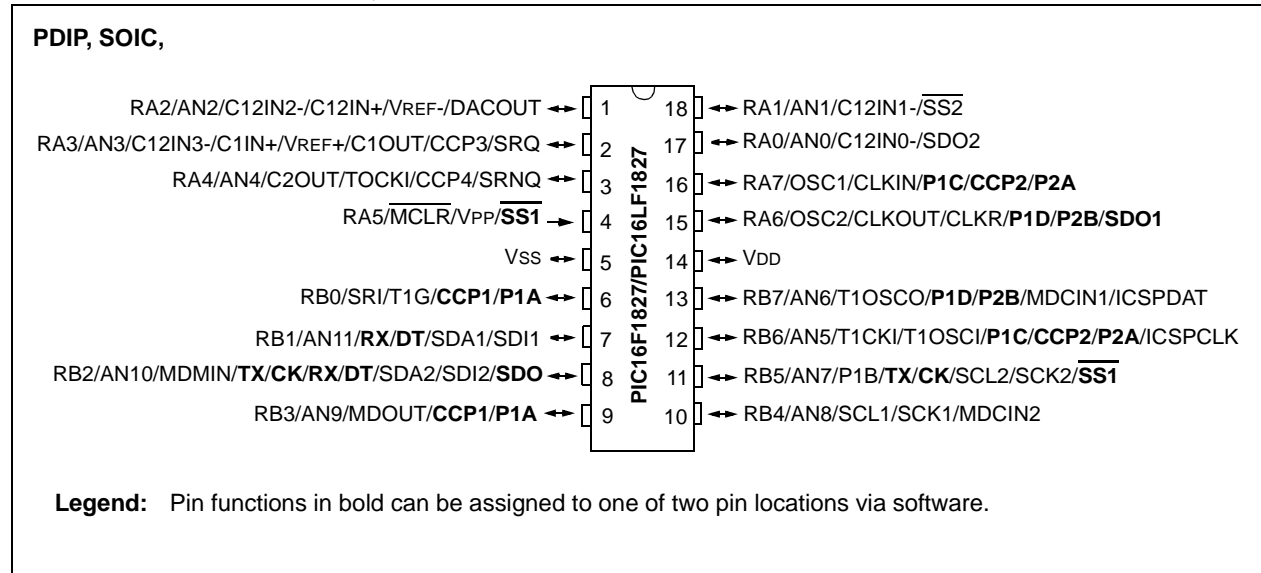 PDIP, SOIC,
RA2/AN2/C12IN2-/C12IN+/VREF-/DACOUT 1
RA3/AN3/C12IN3-/C1IN+/VREF+/C1OUT/CCP3/SRQ 2
RA4/AN4/C2OUT/TOCKI/CCP4/SRNQ 3
RA5/MCLR/VPP/SS1 4
VSS 5
RB0/SRI/T1G/CCP1/P1A 6
RB1/AN11/RX/DT/SDA1/SDI1 7
RB2/AN10/MDMIN/TX/CK/RX/DT/SDA2/SDI2/SDO 8
RB3/AN9/MDOUT/CCP1/P1A 9
PIC16F1827/PIC16LF1827
18 RA1/AN1/C12IN1-/SS2
17 RA0/AN0/C12IN0-/SDO2
16 RA7/OSC1/CLKIN/P1C/CCP2/P2A
15 RA6/OSC2/CLKOUT/CLKR/P1D/P2B/SDO1
14 VDD
13 RB7/AN6/T1OSCO/P1D/P2B/MDCIN1/ICSPDAT
12 RB6/AN5/T1CKI/T1OSCI/P1C/CCP2/P2A/ICSPCLK
11 RB5/AN7/P1B/TX/CK/SCL2/SCK2/SS1
10 RB4/AN8/SCL1/SCK1/MDCIN2
Legend: Pin functions in bold can be assigned to one of two pin locations via software.